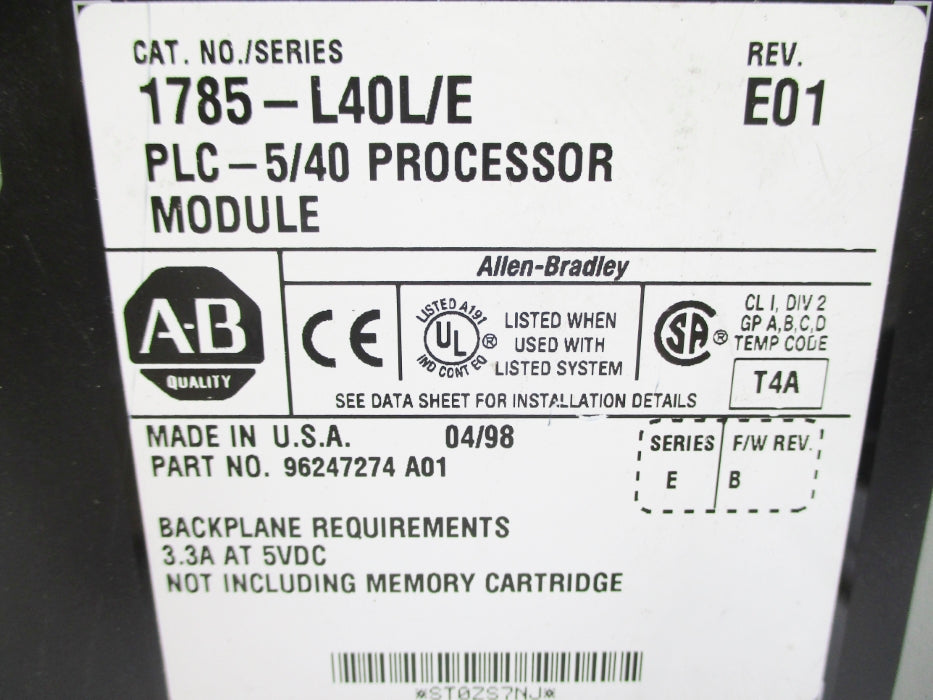 CAT. NO./SERIES REV.
1785-L40L/E E01
PLC-5/40 PROCESSOR
MODULE
Allen-Bradley
A-B
QUALITY
CE
LISTED A191
UL ®
IND CONT EQ
LISTED WHEN
USED WITH
LISTED SYSTEM
SA ®
CL I, DIV 2
GP A,B,C,D
TEMP CODE
T4A
SEE DATA SHEET FOR INSTALLATION DETAILS
MADE IN U.S.A. 04/98
PART NO. 96247274 A01
SERIES F/W REV.
E B
BACKPLANE REQUIREMENTS
3.3A AT 5VDC
NOT INCLUDING MEMORY CARTRIDGE
*ST0ZS7NJ*